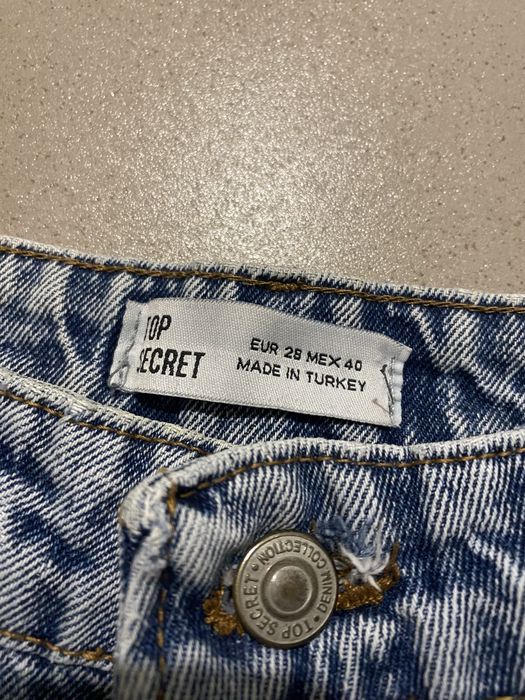 TOP
SECRET
EUR 28 MEX 40
MADE IN TURKEY
TOP SECRET • DENIM COLLECTION •